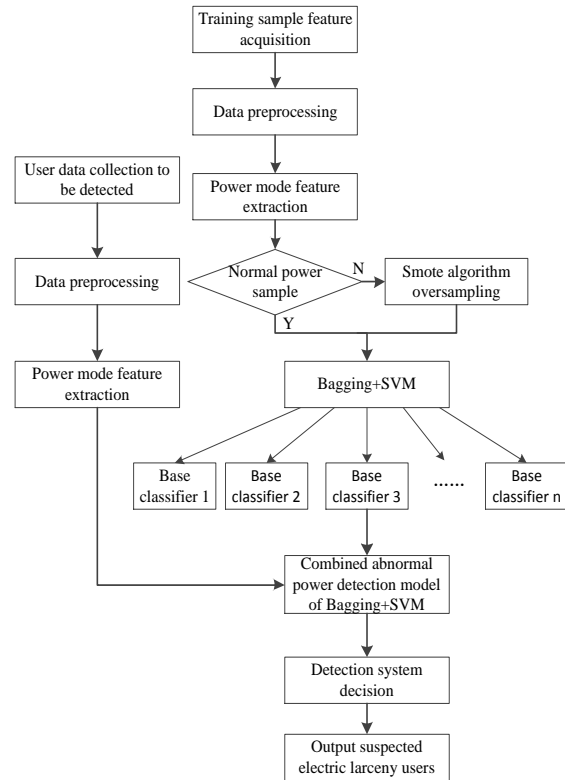 Training sample feature
acquisition
Data preprocessing
Power mode feature
extraction
User data collection to
be detected
Data preprocessing
Power mode feature
extraction
Normal power
sample
N
Y
Smote algorithm
oversampling
Bagging+SVM
Base
classifier 1
Base
classifier 2
Base
classifier 3
......
Base
classifier n
Combined abnormal
power detection model
of Bagging+SVM
Detection system
decision
Output suspected
electric larceny users